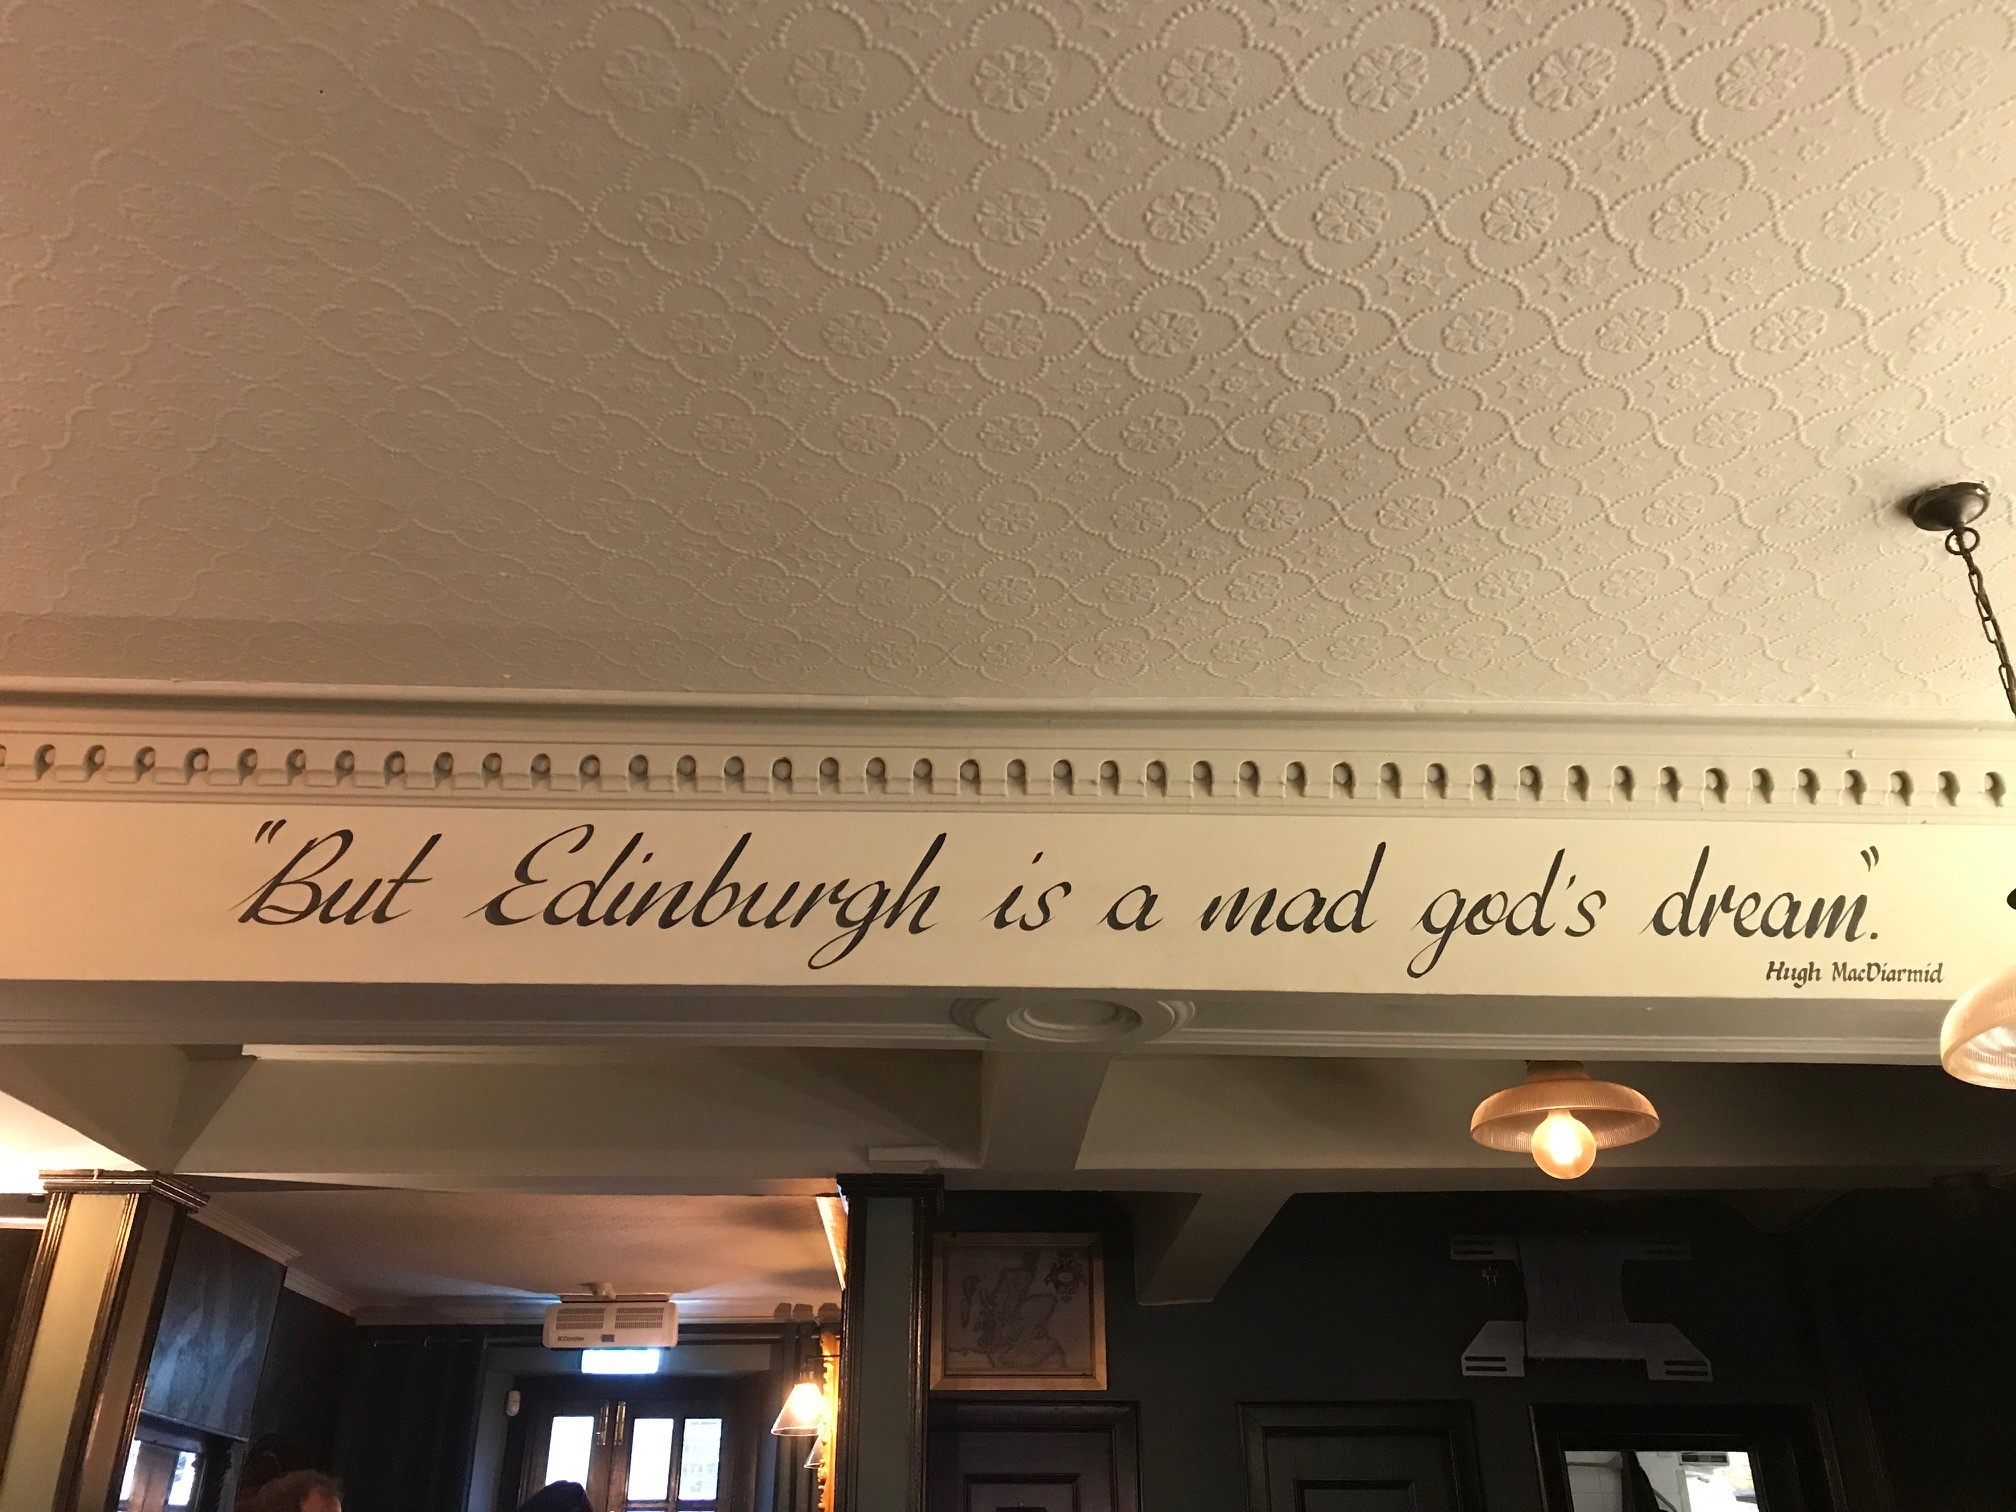 "But Edinburgh is a mad god's dream."
Hugh MacDiarmid